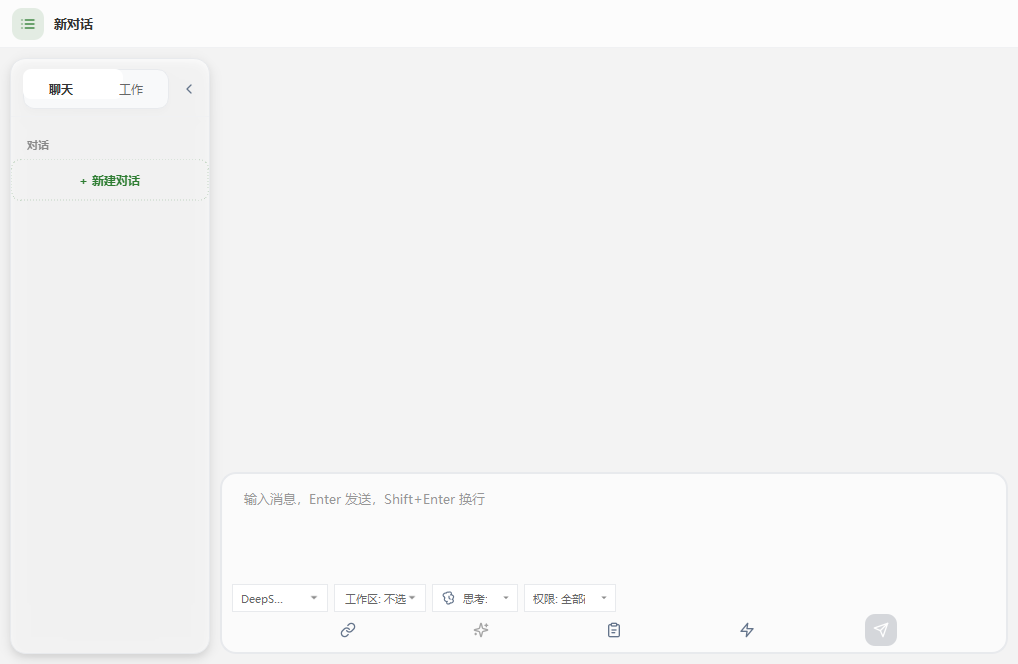 新对话
聊天 工作
对话
+ 新建对话
输入消息，Enter 发送，Shift+Enter 换行
DeepS... 工作区: 不选 思考: 权限: 全部